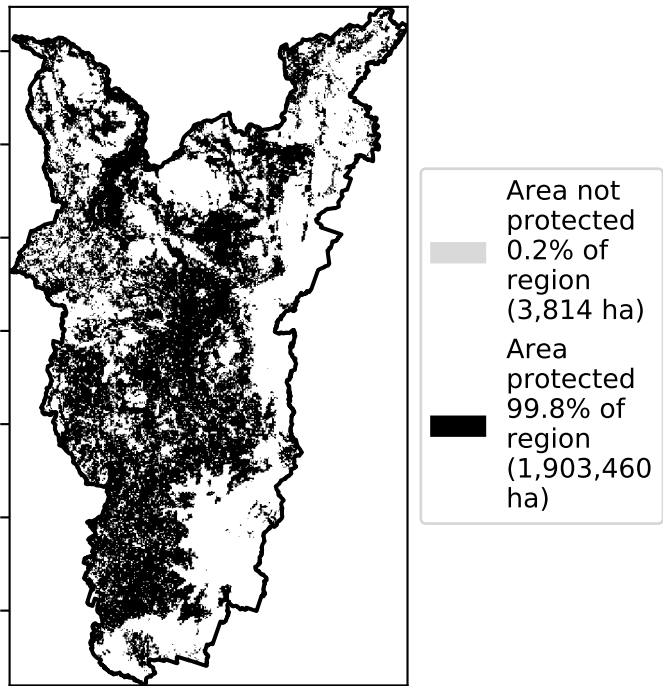 Area not
protected
0.2% of
region
(3,814 ha)
Area
protected
99.8% of
region
(1,903,460
ha)